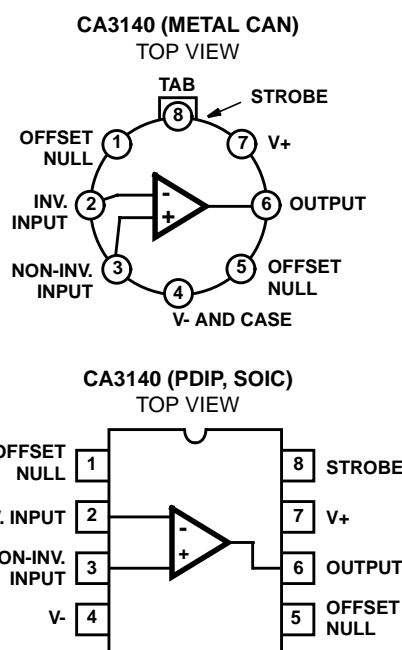 CA3140 (METAL CAN)
TOP VIEW
TAB
8
STROBE
OFFSET
NULL
1
7
V+
INV.
INPUT
2
-
+
6
OUTPUT
NON-INV.
INPUT
3
5
OFFSET
NULL
4
V- AND CASE
CA3140 (PDIP, SOIC)
TOP VIEW
OFFSET
NULL
1
8
STROBE
. INPUT
2
-
+
7
V+
ON-INV.
INPUT
3
6
OUTPUT
V-
4
5
OFFSET
NULL